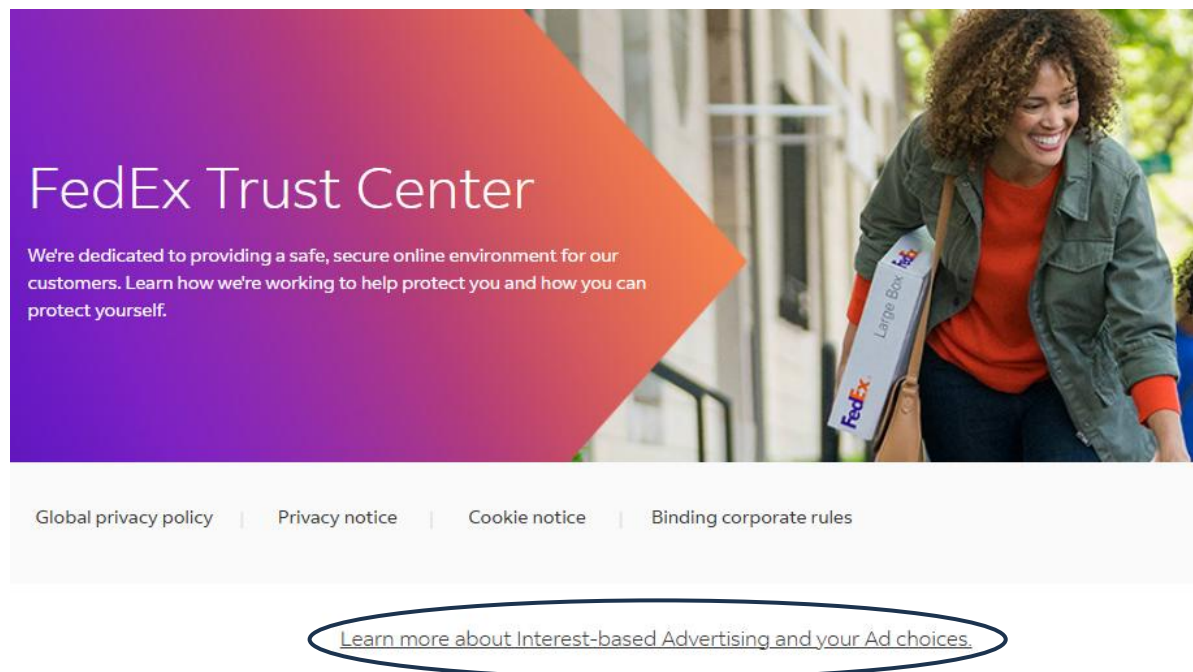 FedEx Trust Center
We're dedicated to providing a safe, secure online environment for our
customers. Learn how we're working to help protect you and how you can
protect yourself.
FedEx
Large Box
FedEx
Global privacy policy | Privacy notice | Cookie notice | Binding corporate rules
Learn more about Interest-based Advertising and your Ad choices.